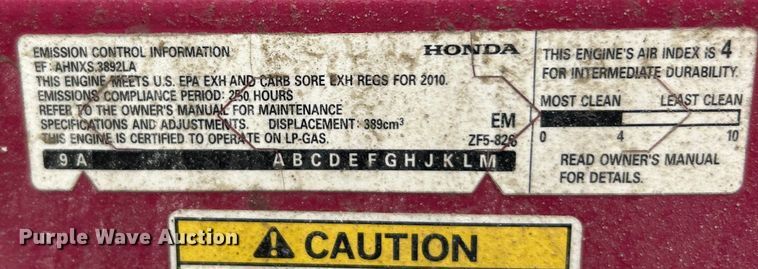 EMISSION CONTROL INFORMATION
HONDA
EF: AHNXS.3892LA
THIS ENGINE MEETS U.S. EPA EXH AND CARB SORE EXH REGS FOR 2010.
EMISSIONS COMPLIANCE PERIOD: 250 HOURS
REFER TO THE OWNER'S MANUAL FOR MAINTENANCE
SPECIFICATIONS AND ADJUSTMENTS. DISPLACEMENT: 389cm³
EM
THIS ENGINE IS CERTIFIED TO OPERATE ON LP-GAS.
ZF5-826
9 A A B C D E F G H J K L M
THIS ENGINE'S AIR INDEX IS 4
FOR INTERMEDIATE DURABILITY.
MOST CLEAN LEAST CLEAN
0 4 10
READ OWNER'S MANUAL
FOR DETAILS.
Purple Wave Auction
CAUTION